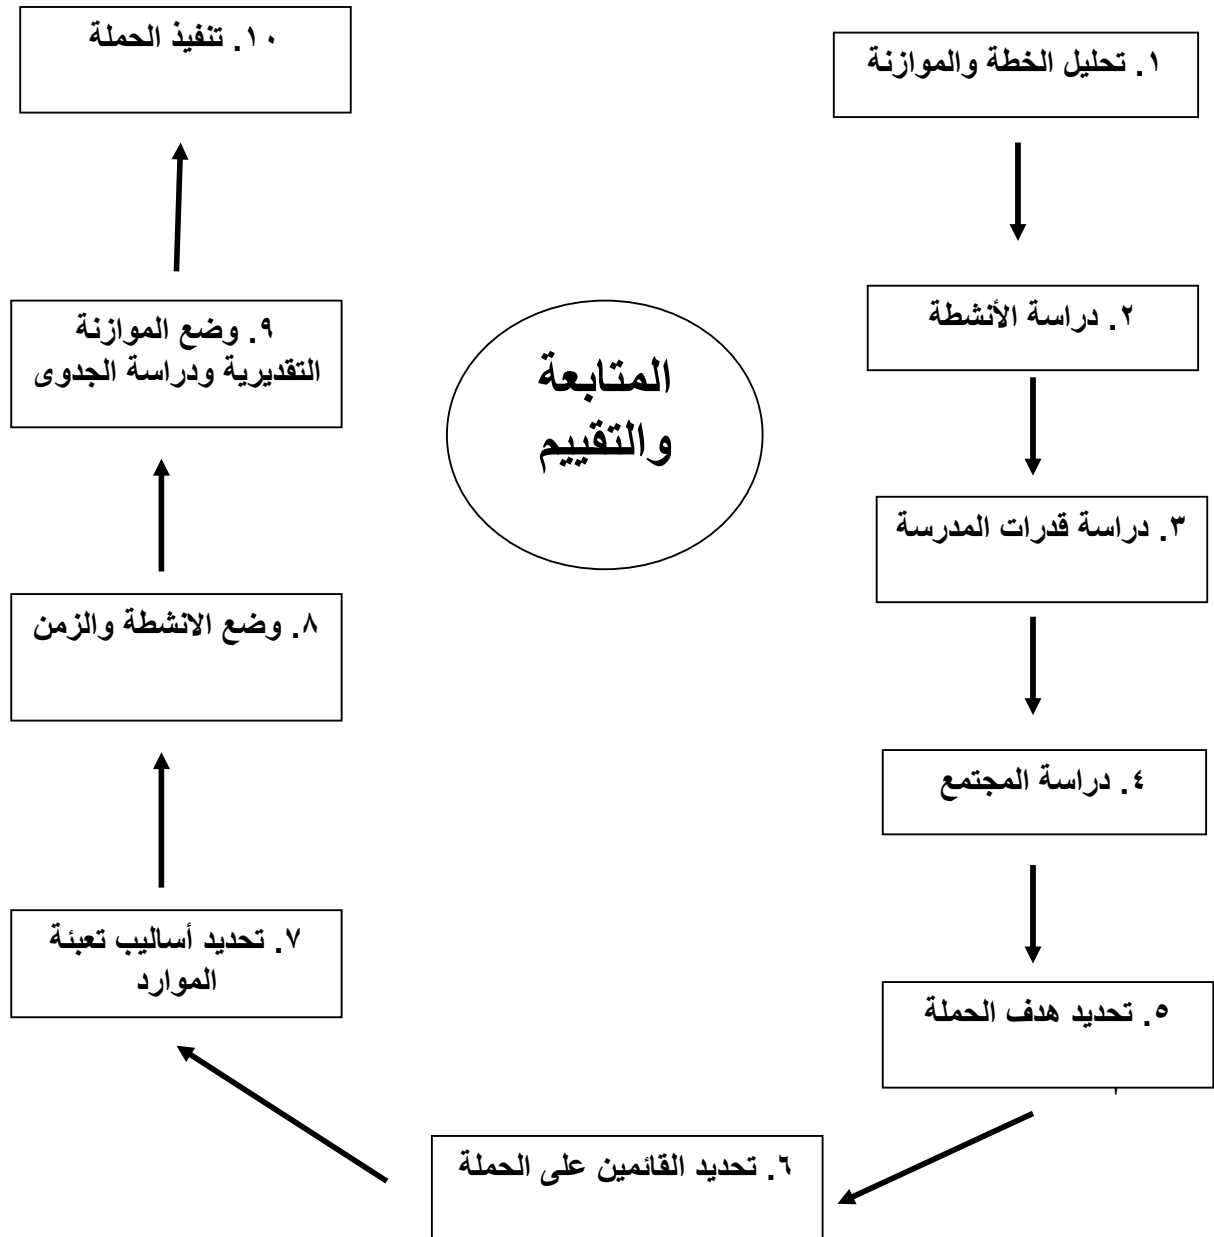 ١. تحليل الخطة والموازنة
٢. دراسة الأنشطة
٣. دراسة قدرات المدرسة
٤. دراسة المجتمع
٥. تحديد هدف الحملة
٦. تحديد القائمين على الحملة
٧. تحديد أساليب تعبئة
الموارد
٨. وضع الانشطة والزمن
٩. وضع الموازنة
التقديرية ودراسة الجدوى
١٠. تنفيذ الحملة
المتابعة
والتقييم